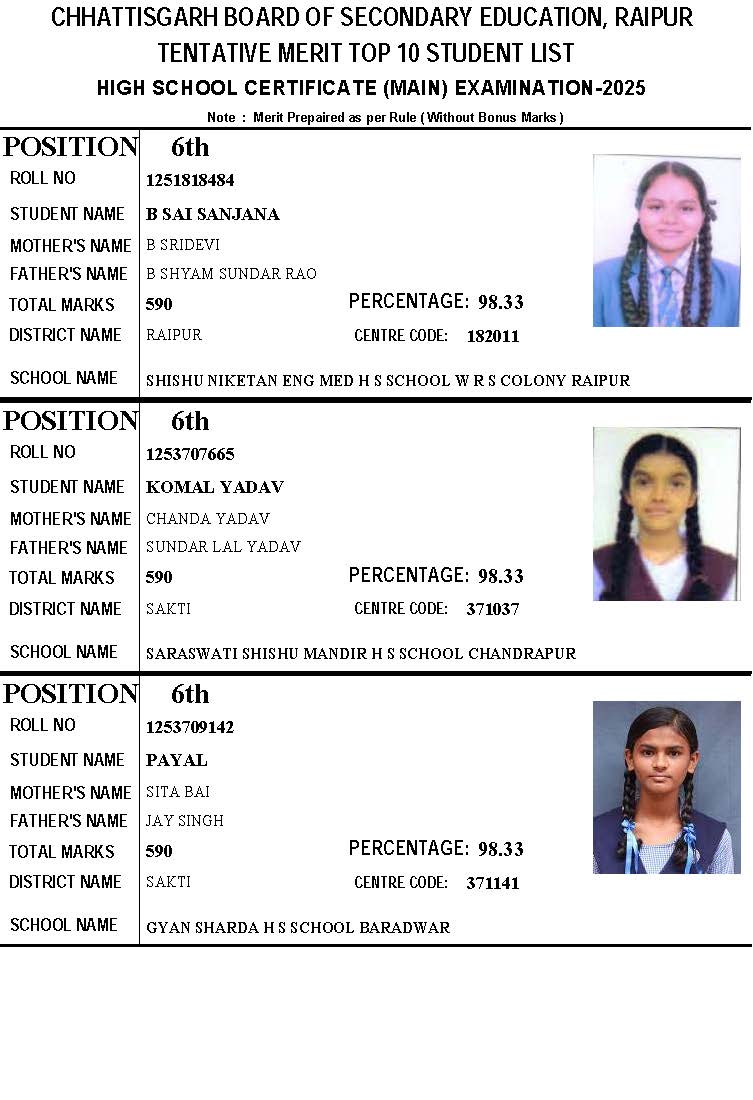 CHHATTISGARH BOARD OF SECONDARY EDUCATION, RAIPUR
TENTATIVE MERIT TOP 10 STUDENT LIST
HIGH SCHOOL CERTIFICATE (MAIN) EXAMINATION-2025
Note : Merit Prepaired as per Rule ( Without Bonus Marks )
POSITION 6th
ROLL NO 1251818484
STUDENT NAME B SAI SANJANA
MOTHER'S NAME B SRIDEVI
FATHER'S NAME B SHYAM SUNDAR RAO
TOTAL MARKS 590 PERCENTAGE: 98.33
DISTRICT NAME RAIPUR CENTRE CODE: 182011
SCHOOL NAME SHISHU NIKETAN ENG MED H S SCHOOL W R S COLONY RAIPUR
POSITION 6th
ROLL NO 1253707665
STUDENT NAME KOMAL YADAV
MOTHER'S NAME CHANDA YADAV
FATHER'S NAME SUNDAR LAL YADAV
TOTAL MARKS 590 PERCENTAGE: 98.33
DISTRICT NAME SAKTI CENTRE CODE: 371037
SCHOOL NAME SARASWATI SHISHU MANDIR H S SCHOOL CHANDRAPUR
POSITION 6th
ROLL NO 1253709142
STUDENT NAME PAYAL
MOTHER'S NAME SITA BAI
FATHER'S NAME JAY SINGH
TOTAL MARKS 590 PERCENTAGE: 98.33
DISTRICT NAME SAKTI CENTRE CODE: 371141
SCHOOL NAME GYAN SHARDA H S SCHOOL BARADWAR